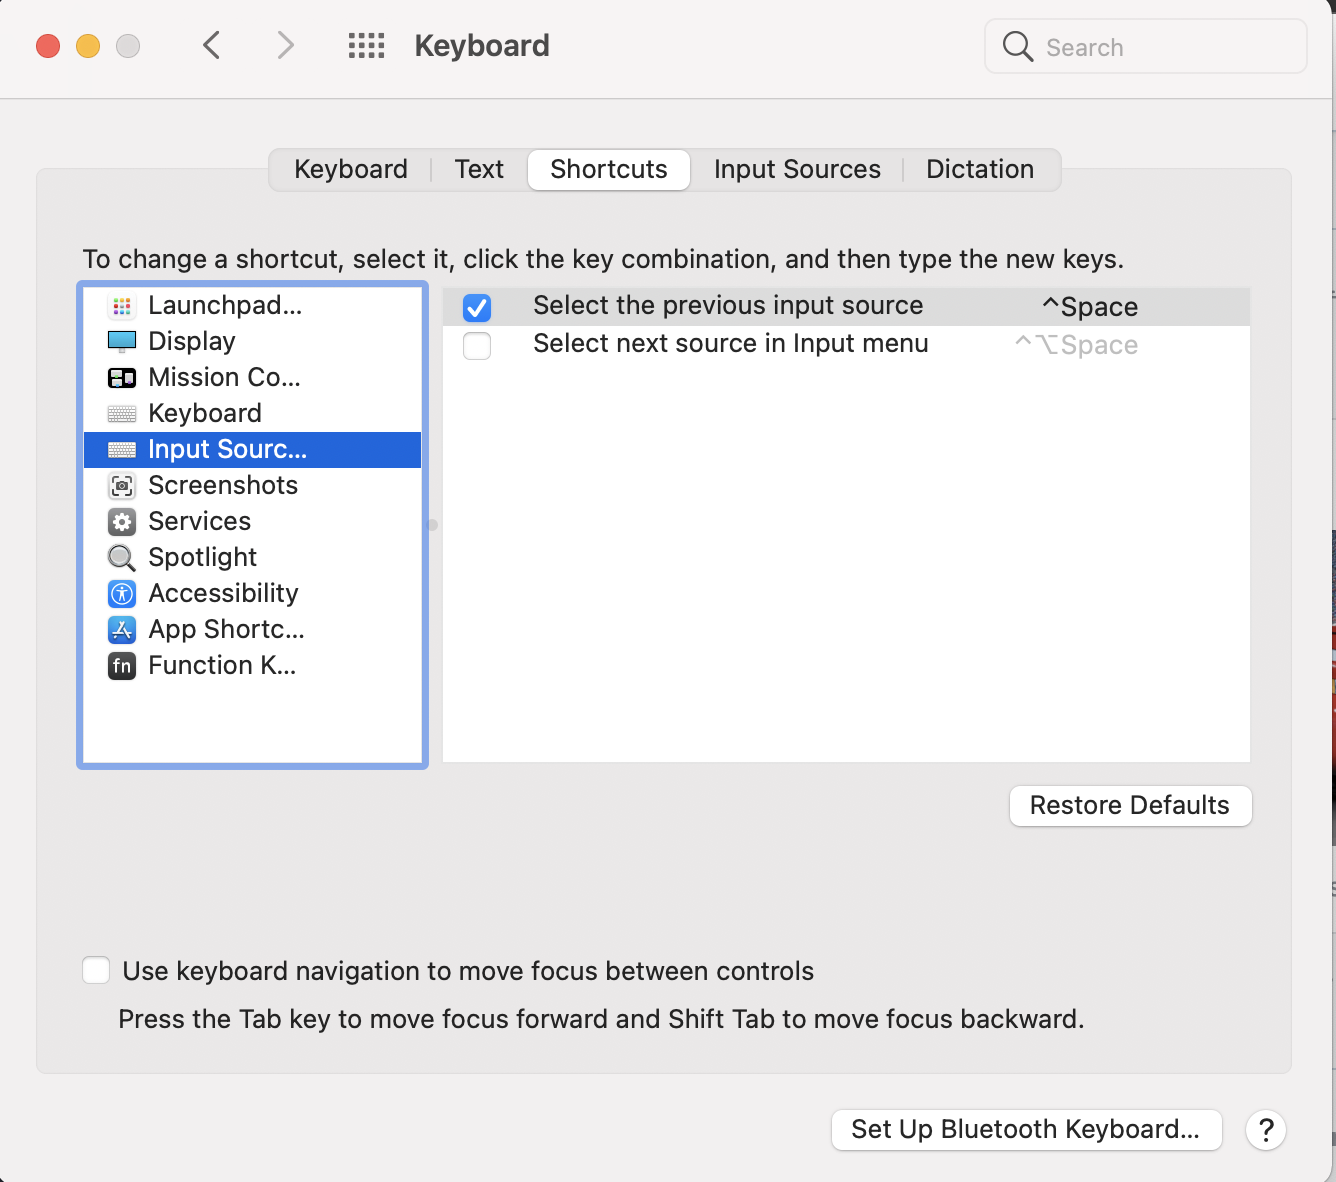 Keyboard
Search
Keyboard
Text
Shortcuts
Input Sources
Dictation
To change a shortcut, select it, click the key combination, and then type the new keys.
Launchpad...
Display
Mission Co...
Keyboard
Input Sourc...
Screenshots
Services
Spotlight
Accessibility
App Shortc...
fn Function K...
Select the previous input source ^Space
Select next source in Input menu ^⌥Space
Restore Defaults
Use keyboard navigation to move focus between controls
Press the Tab key to move focus forward and Shift Tab to move focus backward.
Set Up Bluetooth Keyboard...
?